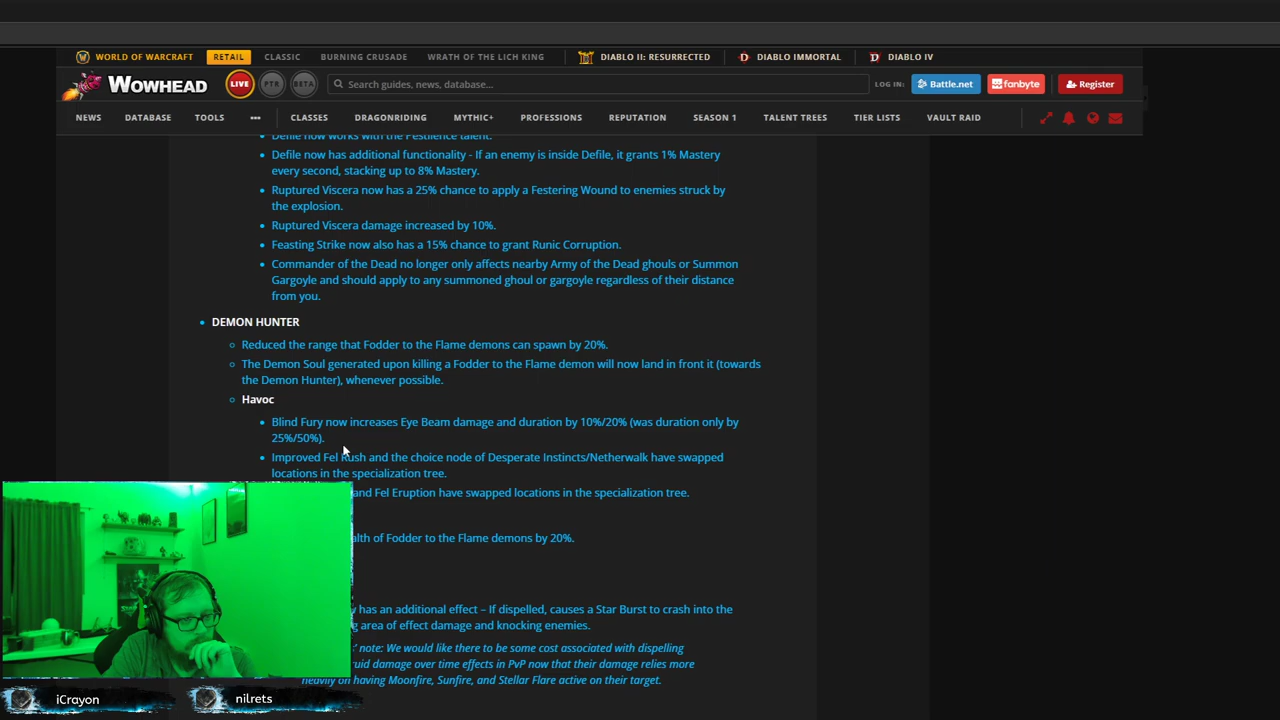 WORLD OF WARCRAFT RETAIL CLASSIC BURNING CRUSADE WRATH OF THE LICH KING DIABLO II: RESURRECTED DIABLO IMMORTAL DIABLO IV
WOWHEAD LIVE PTR BETA Search guides, news, database... LOG IN: Battle.net fanbyte Register
NEWS DATABASE TOOLS ••• CLASSES DRAGONRIDING MYTHIC+ PROFESSIONS REPUTATION SEASON 1 TALENT TREES TIER LISTS VAULT RAID
Defile now works with the Pestilence talent.
Defile now has additional functionality - If an enemy is inside Defile, it grants 1% Mastery
every second, stacking up to 8% Mastery.
Ruptured Viscera now has a 25% chance to apply a Festering Wound to enemies struck by
the explosion.
Ruptured Viscera damage increased by 10%.
Feasting Strike now also has a 15% chance to grant Runic Corruption.
Commander of the Dead no longer only affects nearby Army of the Dead ghouls or Summon
Gargoyle and should apply to any summoned ghoul or gargoyle regardless of their distance
from you.
DEMON HUNTER
Reduced the range that Fodder to the Flame demons can spawn by 20%.
The Demon Soul generated upon killing a Fodder to the Flame demon will now land in front it (towards
the Demon Hunter), whenever possible.
Havoc
Blind Fury now increases Eye Beam damage and duration by 10%/20% (was duration only by
25%/50%).
Improved Fel Rush and the choice node of Desperate Instincts/Netherwalk have swapped
locations in the specialization tree.
and Fel Eruption have swapped locations in the specialization tree.
alth of Fodder to the Flame demons by 20%.
has an additional effect – If dispelled, causes a Star Burst to crash into the
area of effect damage and knocking enemies.
note: We would like there to be some cost associated with dispelling
uid damage over time effects in PvP now that their damage relies more
heavily on having Moonfire, Sunfire, and Stellar Flare active on their target.
iCrayon nilrets